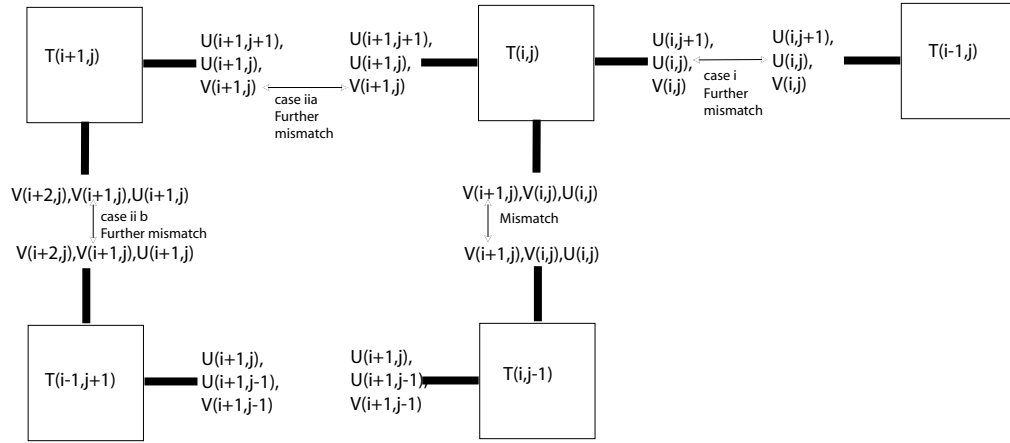 T(i+1,j)
U(i+1,j+1),
U(i+1,j),
V(i+1,j)
case iia
Further
mismatch
U(i+1,j+1),
U(i+1,j),
V(i+1,j)
T(i,j)
U(i,j+1),
U(i,j),
V(i,j)
case i
Further
mismatch
U(i,j+1),
U(i,j),
V(i,j)
T(i-1,j)
V(i+2,j),V(i+1,j),U(i+1,j)
case ii b
Further mismatch
V(i+2,j),V(i+1,j),U(i+1,j)
V(i+1,j),V(i,j),U(i,j)
Mismatch
V(i+1,j),V(i,j),U(i,j)
T(i-1,j+1)
U(i+1,j),
U(i+1,j-1),
V(i+1,j-1)
U(i+1,j),
U(i+1,j-1),
V(i+1,j-1)
T(i,j-1)